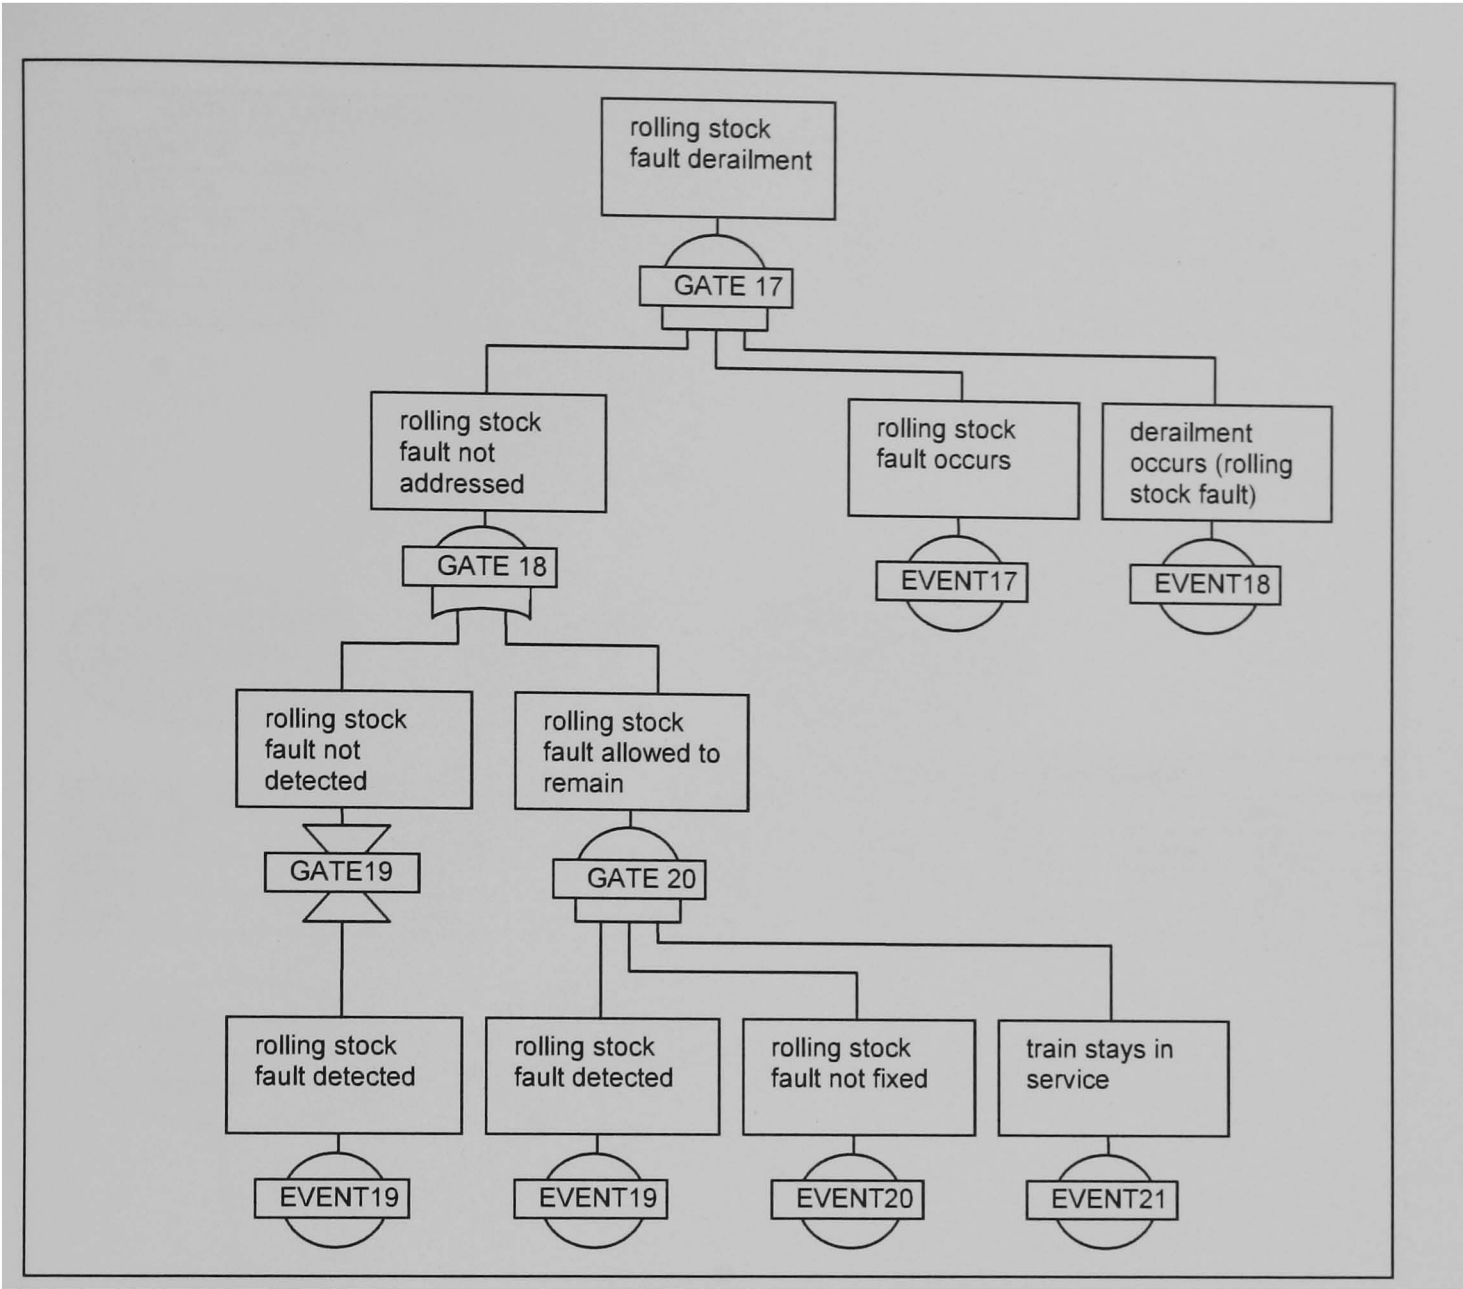 rolling stock
fault derailment
GATE 17
rolling stock
fault not
addressed
GATE 18
rolling stock
fault occurs
EVENT17
derailment
occurs (rolling
stock fault)
EVENT18
rolling stock
fault not
detected
GATE19
rolling stock
fault allowed to
remain
GATE 20
rolling stock
fault detected
EVENT19
rolling stock
fault detected
EVENT19
rolling stock
fault not fixed
EVENT20
train stays in
service
EVENT21